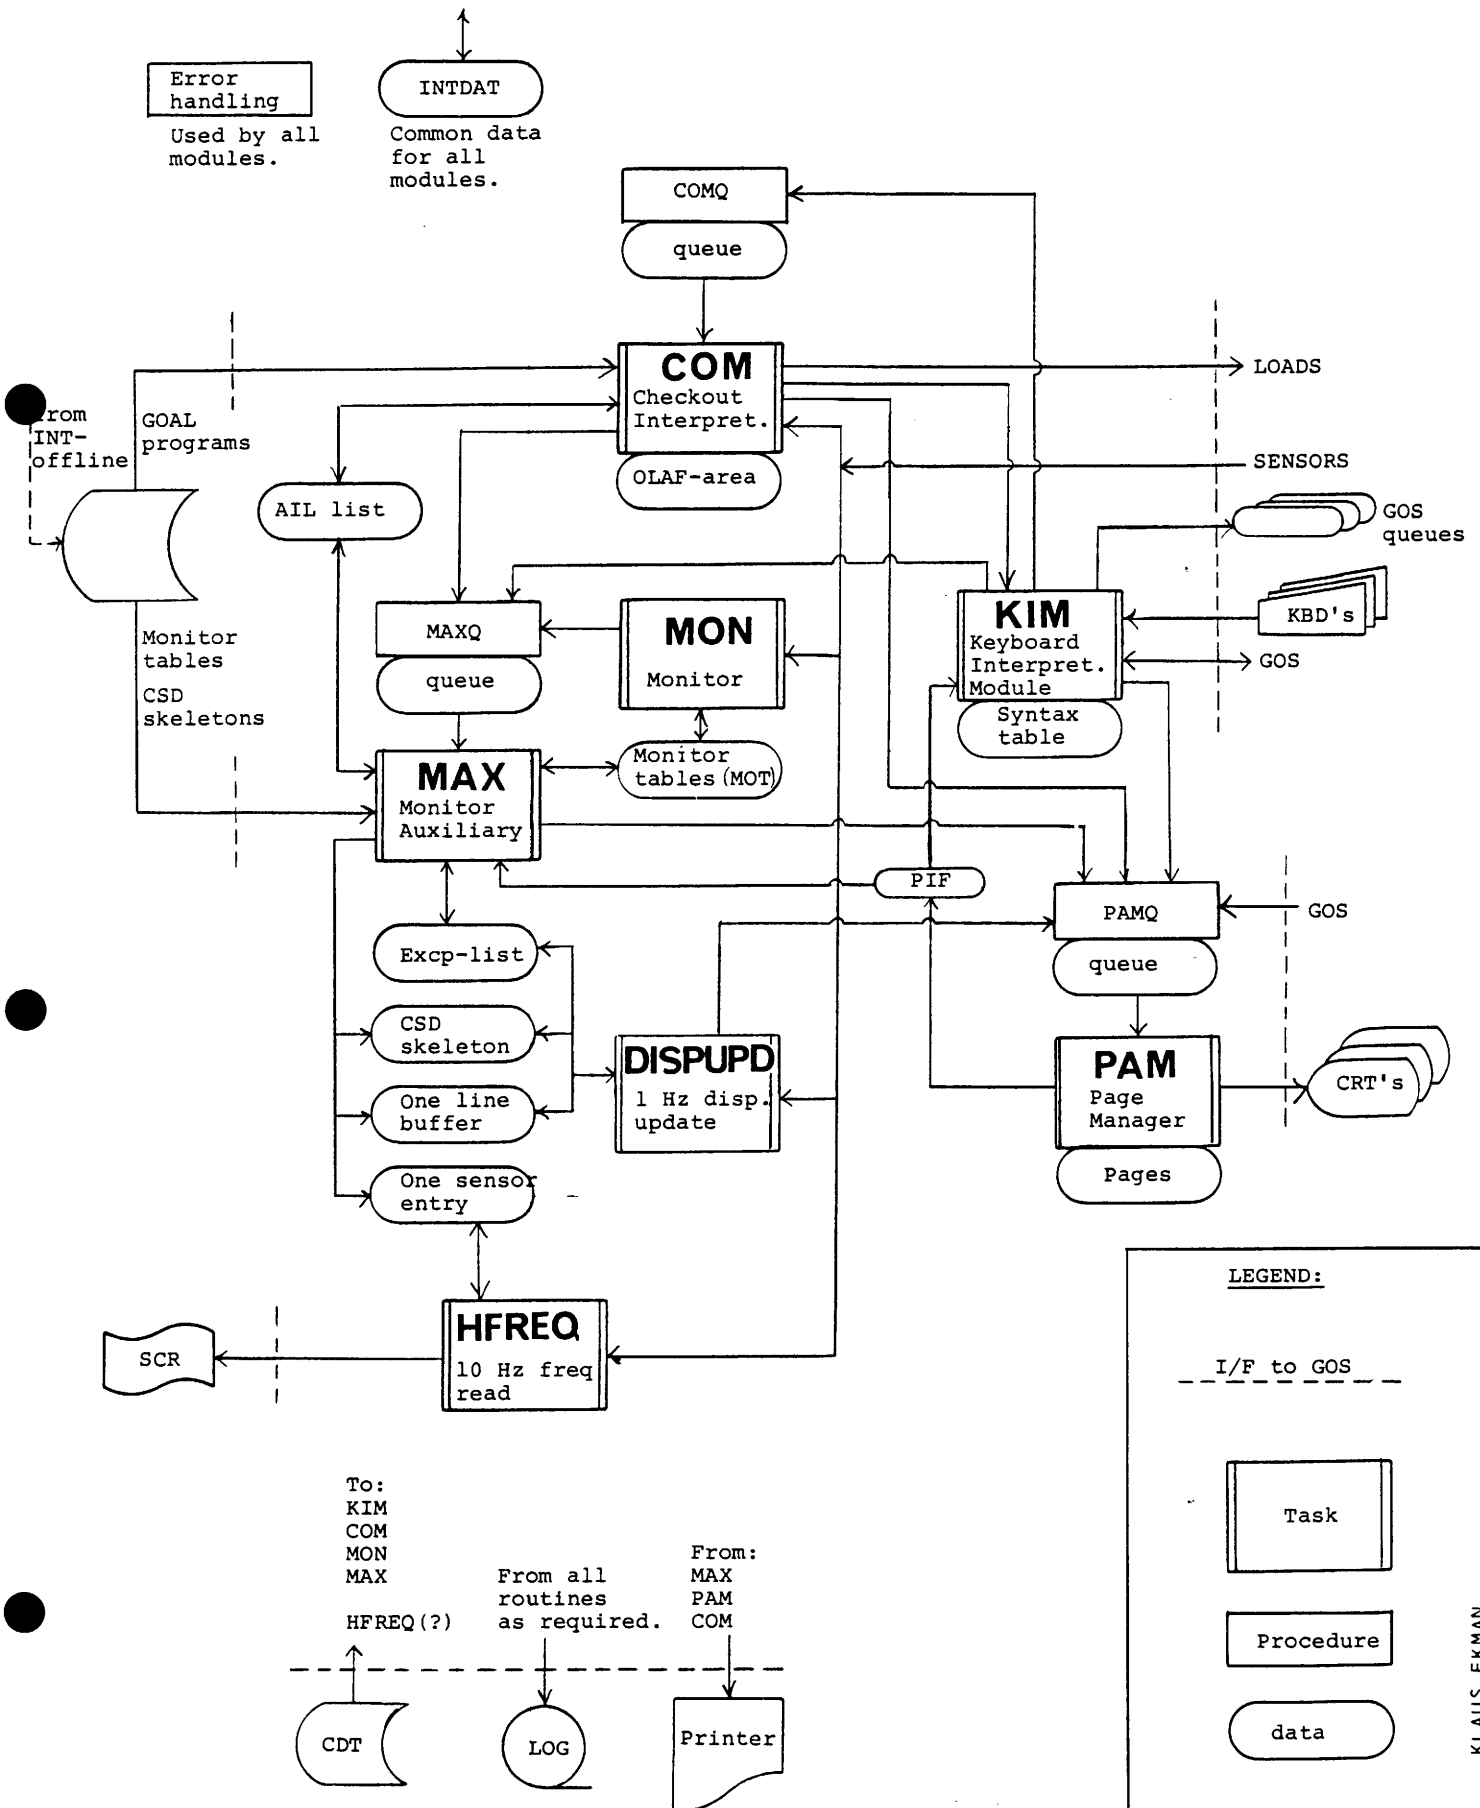 Error
handling
Used by all
modules.
INTDAT
Common data
for all
modules.
COMQ
queue
COM
Checkout
Interpret.
OLAF-area
LOADS
SENSORS
GOS
queues
KBD's
GOS
from
INT-
offline
GOAL
programs
AIL list
Monitor
tables
CSD
skeletons
MAXQ
queue
MON
Monitor
KIM
Keyboard
Interpret.
Module
Syntax
table
MAX
Monitor
Auxiliary
Monitor
tables (MOT)
PIF
PAMQ
queue
GOS
Excp-list
CSD
skeleton
One line
buffer
One sensor
entry
DISPUPD
1 Hz disp.
update
PAM
Page
Manager
Pages
CRT's
HFREQ
10 Hz freq
read
SCR
LEGEND:
I/F to GOS
Task
Procedure
data
To:
KIM
COM
MON
MAX
HFREQ(?)
CDT
From all
routines
as required.
LOG
From:
MAX
PAM
COM
Printer
KLAUS EKMAN